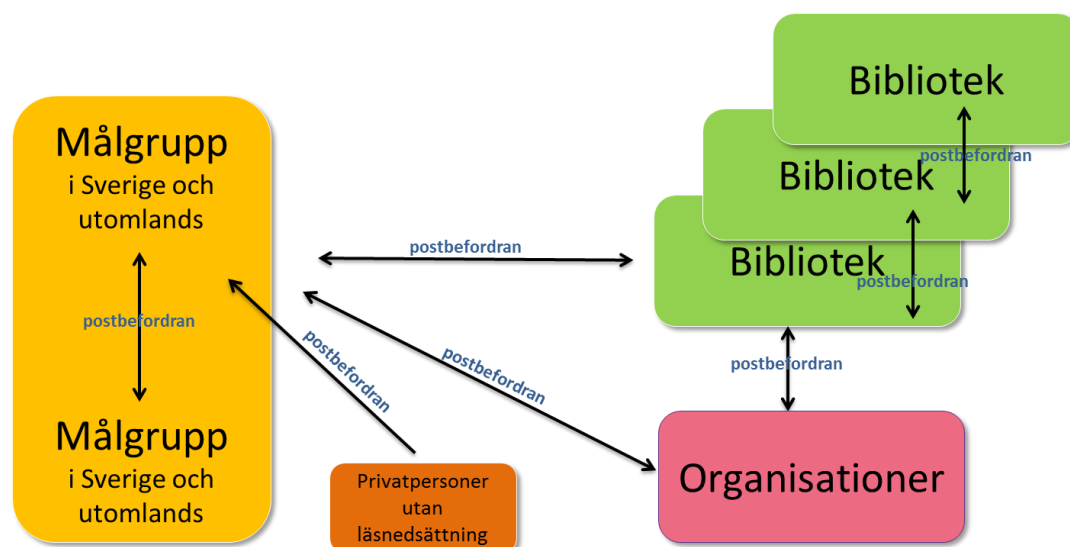 Målgrupp
i Sverige och
utomlands
postbefordran
Målgrupp
i Sverige och
utomlands
postbefordran
postbefordran
postbefordran
Privatpersoner
utan
läsnedsättning
Bibliotek
postbefordran
Bibliotek
Bibliotek
postbefordran
postbefordran
Organisationer